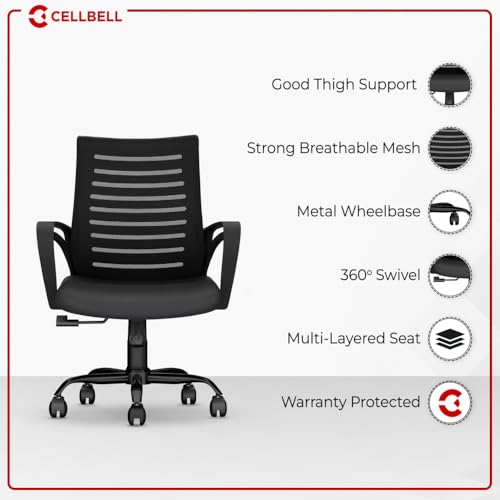 CELLBELL
Good Thigh Support
Strong Breathable Mesh
Metal Wheelbase
360° Swivel
Multi-Layered Seat
Warranty Protected